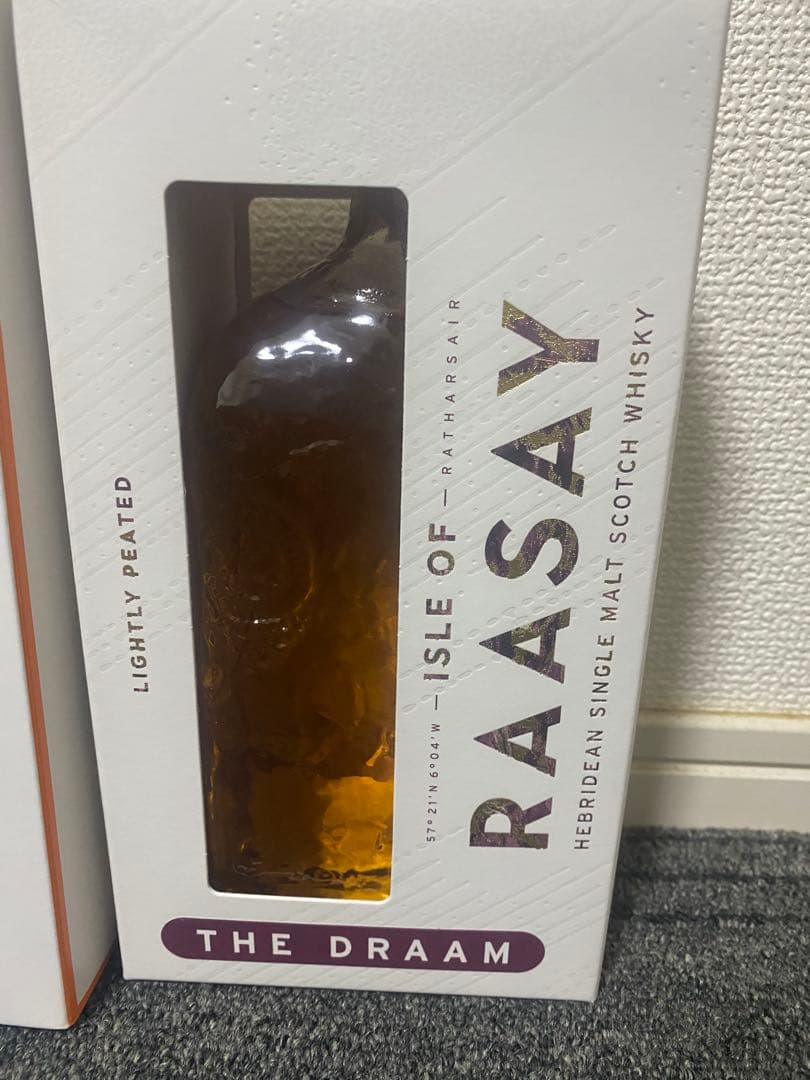 LIGHTLY PEATED
57° 21'N 6°04'W — ISLE OF — RATHARSAIR
RAASAY
HEBRIDEAN SINGLE MALT SCOTCH WHISKY
THE DRAAM